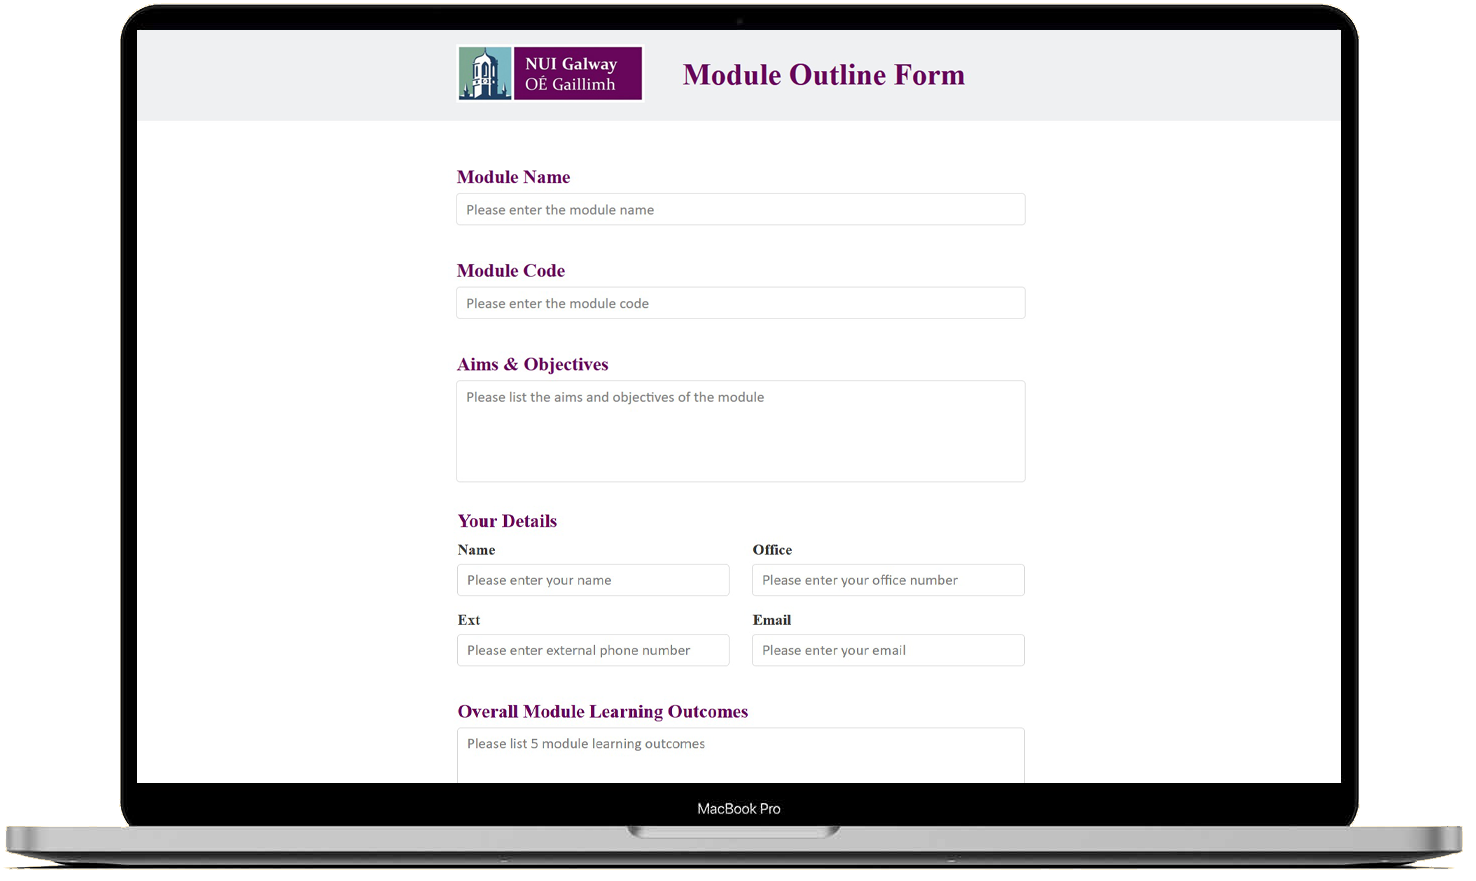 NUI Galway
OÉ Gaillimh
Module Outline Form
Module Name
Please enter the module name
Module Code
Please enter the module code
Aims & Objectives
Please list the aims and objectives of the module
Your Details
Name
Office
Please enter your name
Please enter your office number
Ext
Email
Please enter external phone number
Please enter your email
Overall Module Learning Outcomes
Please list 5 module learning outcomes
MacBook Pro